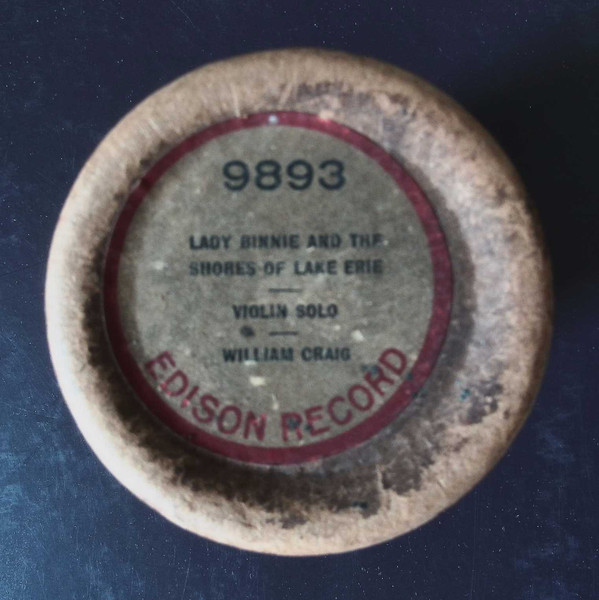 9893
LADY BINNIE AND THE
SHORES OF LAKE ERIE
VIOLIN SOLO
WILLIAM CRAIG
EDISON RECORD